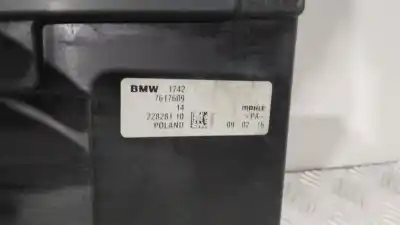 BMW 1742
7617609
14 MAHLE
228281 10 >PA<
POLAND 09 02 16